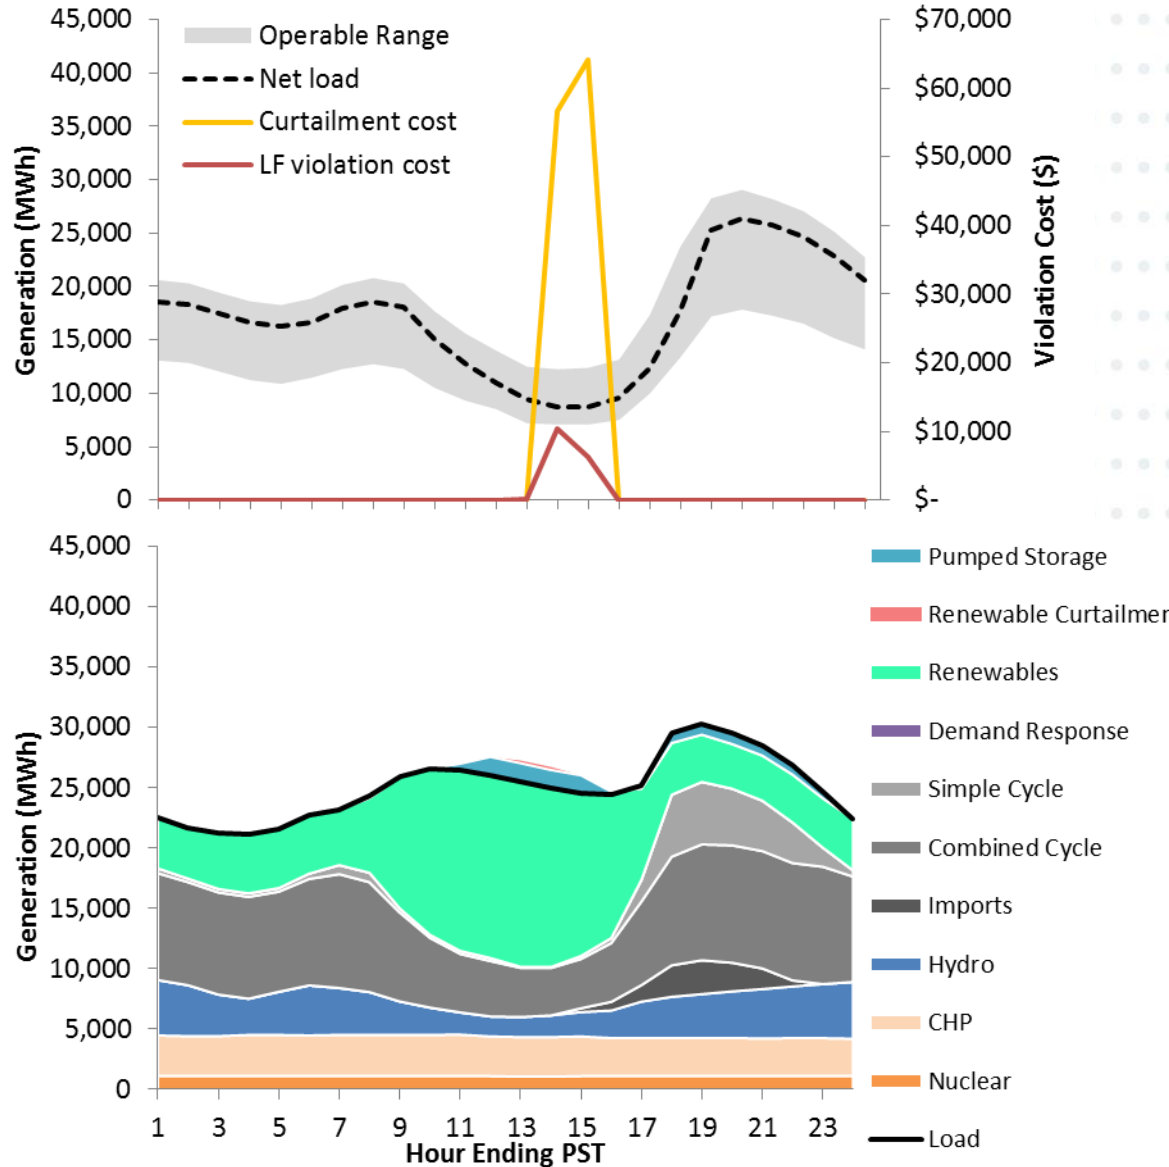 45,000
40,000
35,000
30,000
25,000
20,000
15,000
10,000
5,000
0
Generation (MWh)
Operable Range
Net load
Curtailment cost
LF violation cost
$70,000
$60,000
$50,000
$40,000
$30,000
$20,000
$10,000
$-
Violation Cost ($)
45,000
40,000
35,000
30,000
25,000
20,000
15,000
10,000
5,000
0
Generation (MWh)
1 3 5 7 9 11 13 15 17 19 21 23
Hour Ending PST
Pumped Storage
Renewable Curtailmer
Renewables
Demand Response
Simple Cycle
Combined Cycle
Imports
Hydro
CHP
Nuclear
Load